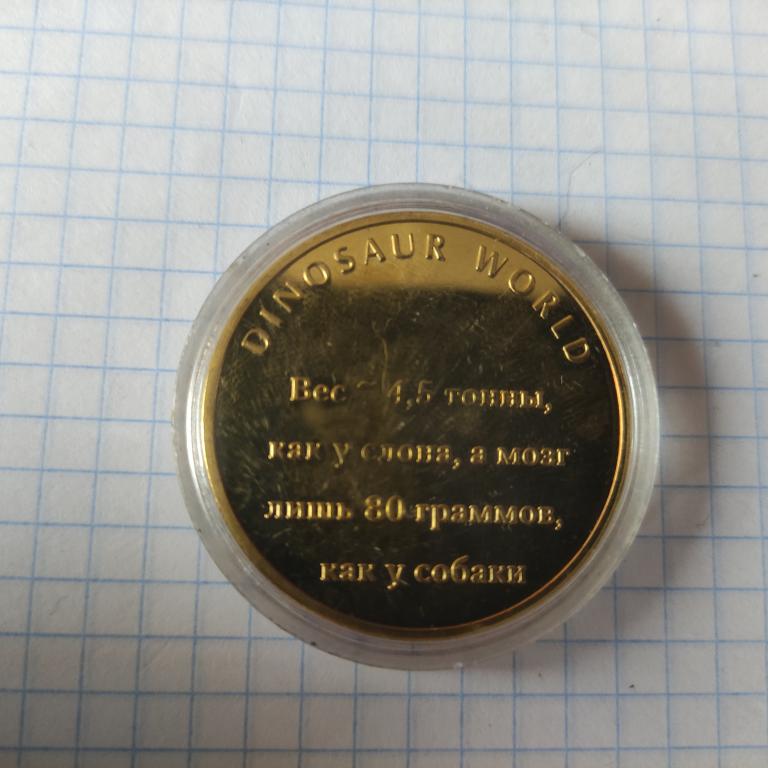 DINOSAUR WORLD
Вес ~ 4,5 тонны,
как у слона, а мозг
лишь 80 граммов,
как у собаки